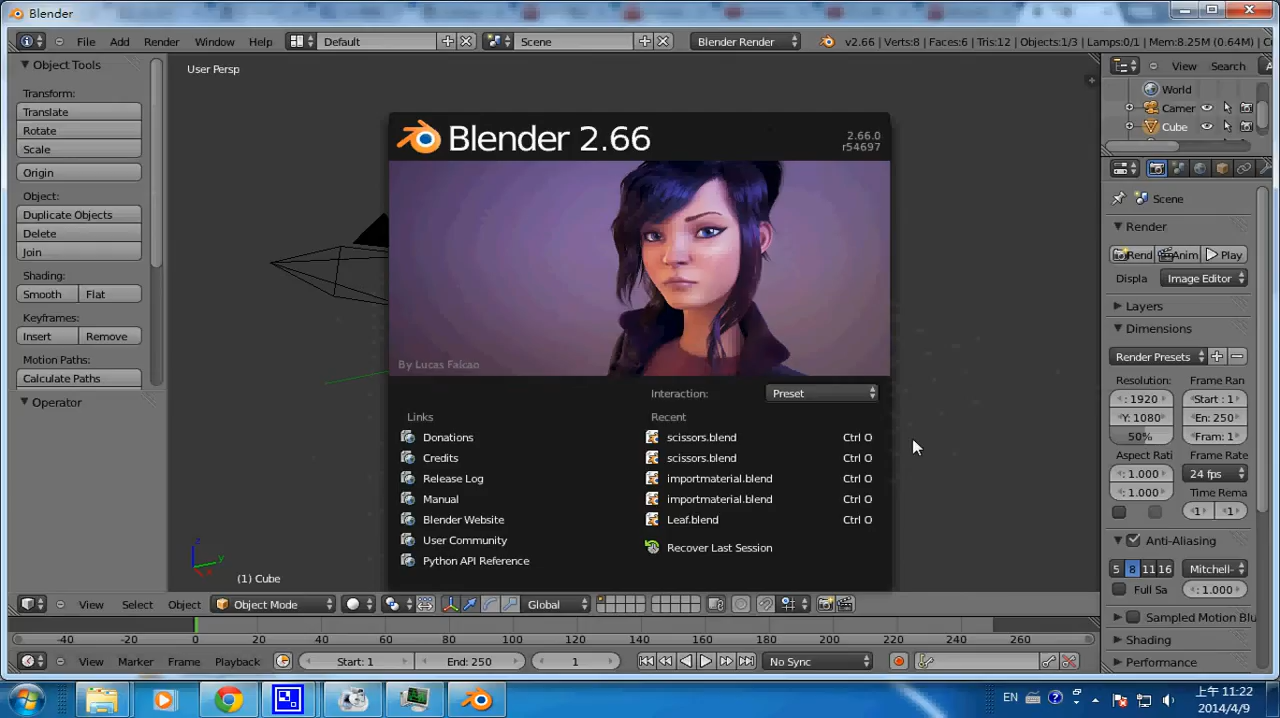 Blender
File Add Render Window Help Default Scene Blender Render v2.66 | Verts:8 | Faces:6 | Tris:12 | Objects:1/3 | Lamps:0/1 | Mem:8.25M (0.64M) | C
Object Tools
Transform:
Translate
Rotate
Scale
Origin
Object:
Duplicate Objects
Delete
Join
Shading:
Smooth Flat
Keyframes:
Insert Remove
Motion Paths:
Calculate Paths
Operator
User Persp
Blender 2.66
2.66.0
r54697
By Lucas Falcao
Interaction: Preset
Links
Donations
Credits
Release Log
Manual
Blender Website
User Community
Python API Reference
Recent
scissors.blend Ctrl O
scissors.blend Ctrl O
importmaterial.blend Ctrl O
importmaterial.blend Ctrl O
Leaf.blend Ctrl O
Recover Last Session
z
y
(1) Cube
View Search
World
Camer
Cube
Scene
Render
Rend Anim Play
Displa Image Editor
Layers
Dimensions
Render Presets
Resolution: Frame Ran
: 1920 Start : 1
Y: 1080 En: 250
50% Fram: 1
Aspect Rati Frame Rate
: 1.000 24 fps
: 1.000 Time Rema
1 1
Anti-Aliasing
5 8 11 16 Mitchell-
Full Sa : 1.000
Sampled Motion Blu
Shading
Performance
View Select Object Object Mode Global
-40 -20 0 20 40 60 80 100 120 140 160 180 200 220 240 260
View Marker Frame Playback Start: 1 End: 250 1 No Sync
EN
上午 11:22
2014/4/9